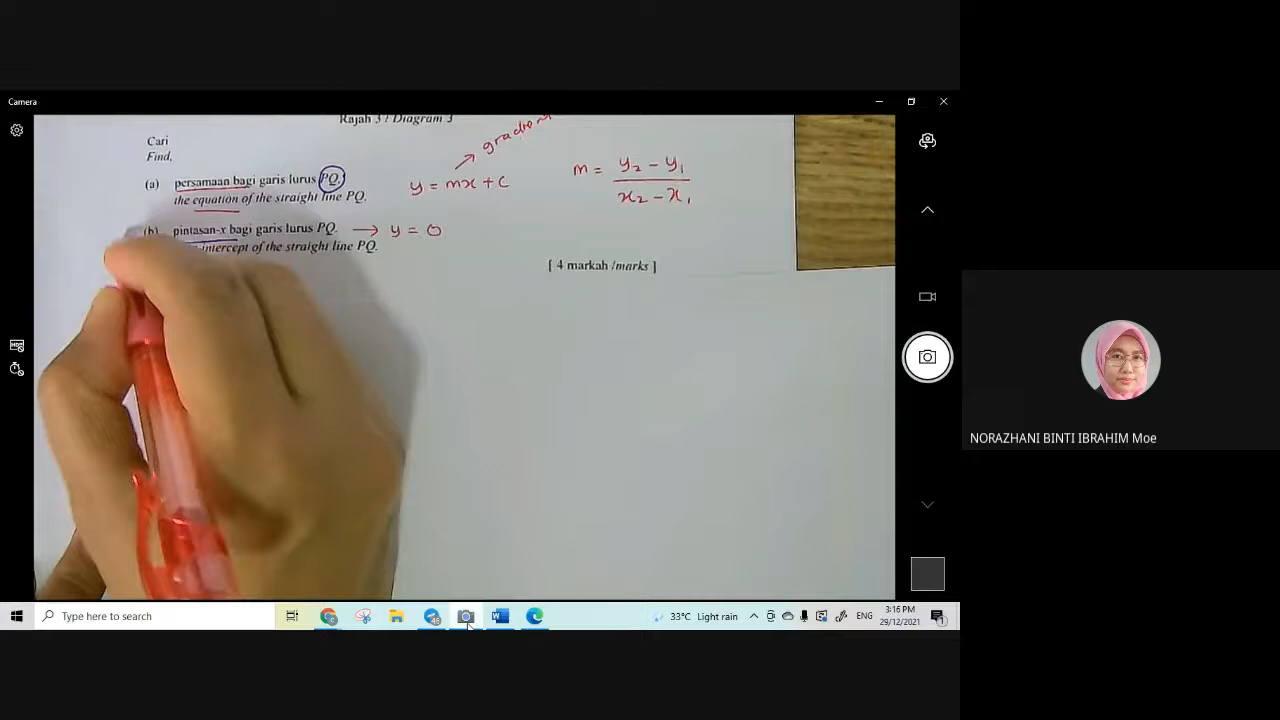 Camera
Rajah 3 / Diagram 3
Cari
Find,
gradient
(a) persamaan bagi garis lurus PQ.
the equation of the straight line PQ.
y = mx + c
m = y₂ - y₁ / x₂ - x₁
(b) pintasan-x bagi garis lurus PQ. → y = 0
intercept of the straight line PQ.
[ 4 markah /marks ]
NORAZHANI BINTI IBRAHIM Moe
Type here to search
33°C Light rain
ENG
3:16 PM
29/12/2021